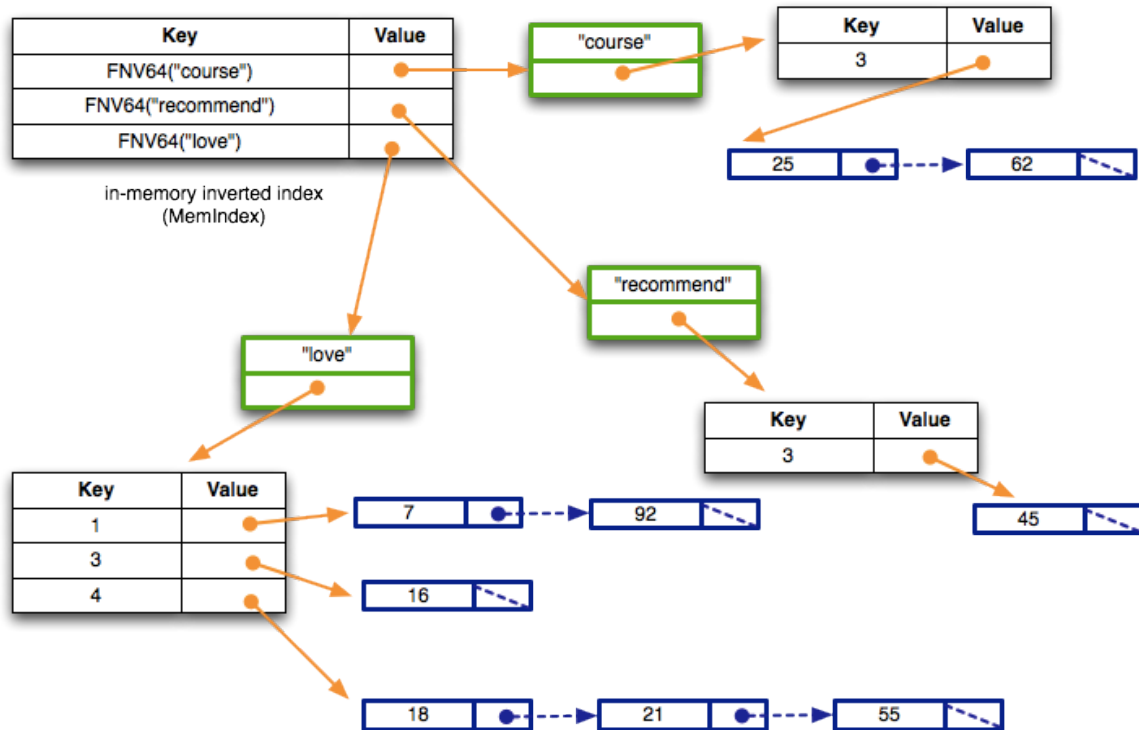 Key Value
FNV64("course")
FNV64("recommend")
FNV64("love")
in-memory inverted index
(MemIndex)
"course"
Key Value
3
25 62
"recommend"
Key Value
3
45
"love"
Key Value
1
3
4
7 92
16
18 21 55